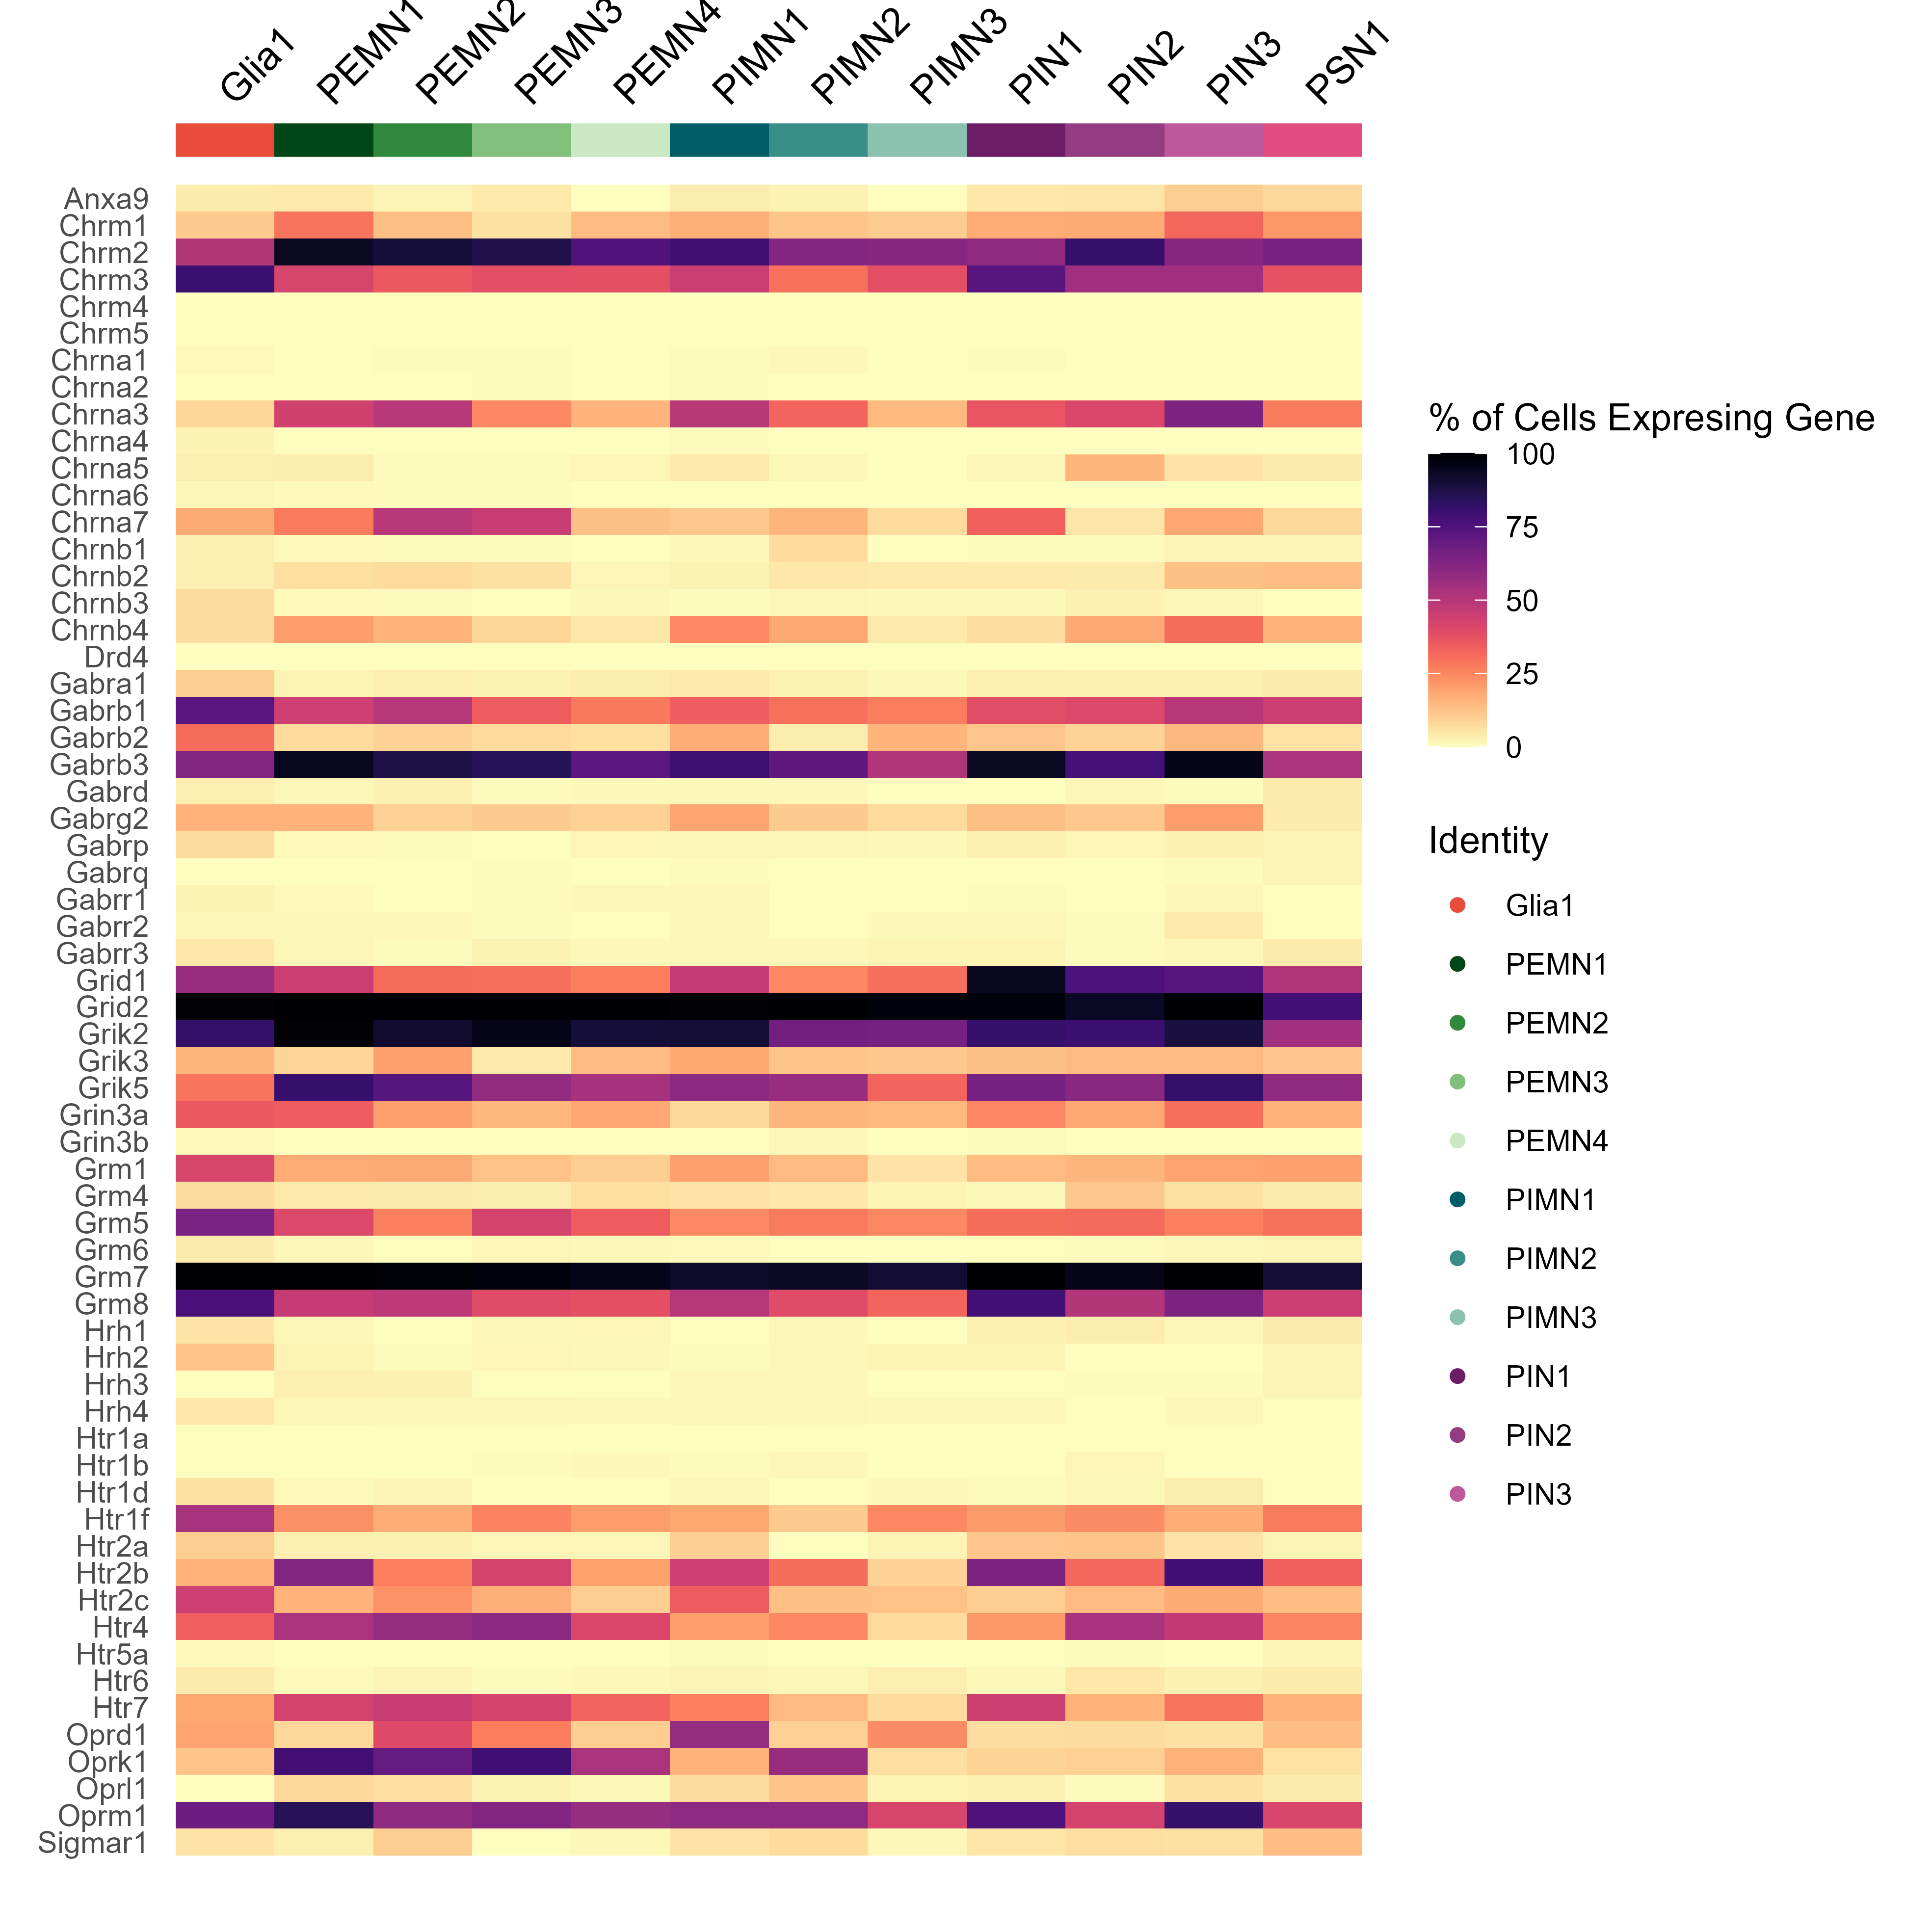 Glia1 PEMN1 PEMN2 PEMN3 PEMN4 PIMN1 PIMN2 PIMN3 PIN1 PIN2 PIN3 PSN1
Anxa9
Chrm1
Chrm2
Chrm3
Chrm4
Chrm5
Chrna1
Chrna2
Chrna3
Chrna4
Chrna5
Chrna6
Chrna7
Chrnb1
Chrnb2
Chrnb3
Chrnb4
Drd4
Gabra1
Gabrb1
Gabrb2
Gabrb3
Gabrd
Gabrg2
Gabrp
Gabrq
Gabrr1
Gabrr2
Gabrr3
Grid1
Grid2
Grik2
Grik3
Grik5
Grin3a
Grin3b
Grm1
Grm4
Grm5
Grm6
Grm7
Grm8
Hrh1
Hrh2
Hrh3
Hrh4
Htr1a
Htr1b
Htr1d
Htr1f
Htr2a
Htr2b
Htr2c
Htr4
Htr5a
Htr6
Htr7
Oprd1
Oprk1
Oprl1
Oprm1
Sigmar1
% of Cells Expresing Gene
100
75
50
25
0
Identity
Glia1
PEMN1
PEMN2
PEMN3
PEMN4
PIMN1
PIMN2
PIMN3
PIN1
PIN2
PIN3